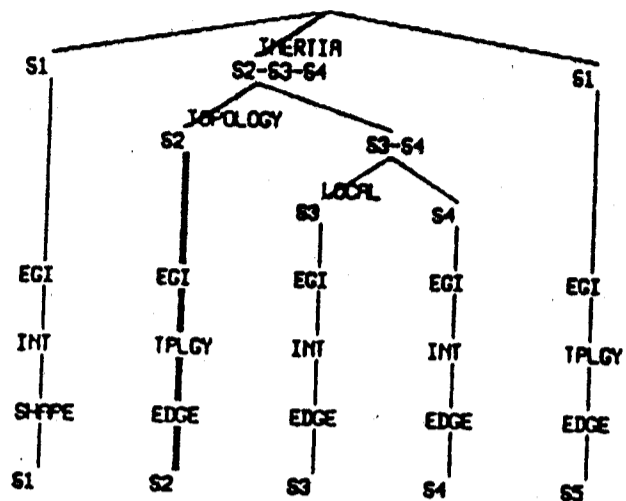 INERTIA
S1 S2-S3-S4 S1
TOPOLOGY
S2 S3-S4
LOCAL
S3 S4
EGI EGI EGI EGI EGI
INT TPLGY INT INT TPLGY
SHAPE EDGE EDGE EDGE EDGE
S1 S2 S3 S4 S5